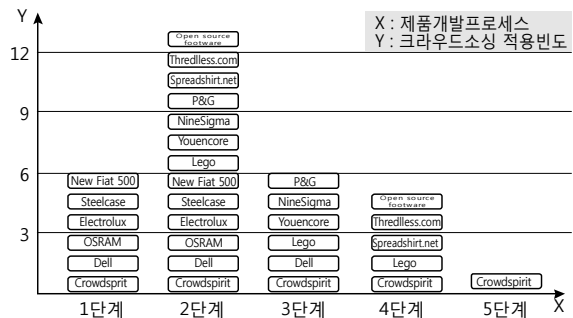 Y
X : 제품개발프로세스
Y : 크라우드소싱 적용빈도
12
9
6
3
Open source footware
Thredlless.com
Spreadshirt.net
P&G
NineSigma
Youencore
Lego
New Fiat 500 New Fiat 500 P&G
Steelcase Steelcase NineSigma Open source footware
Electrolux Electrolux Youencore Thredlless.com
OSRAM OSRAM Lego Spreadshirt.net
Dell Dell Dell Lego
Crowdsprit Crowdspirit Crowdspirit Crowdspirit Crowdspirit
1단계 2단계 3단계 4단계 5단계 X